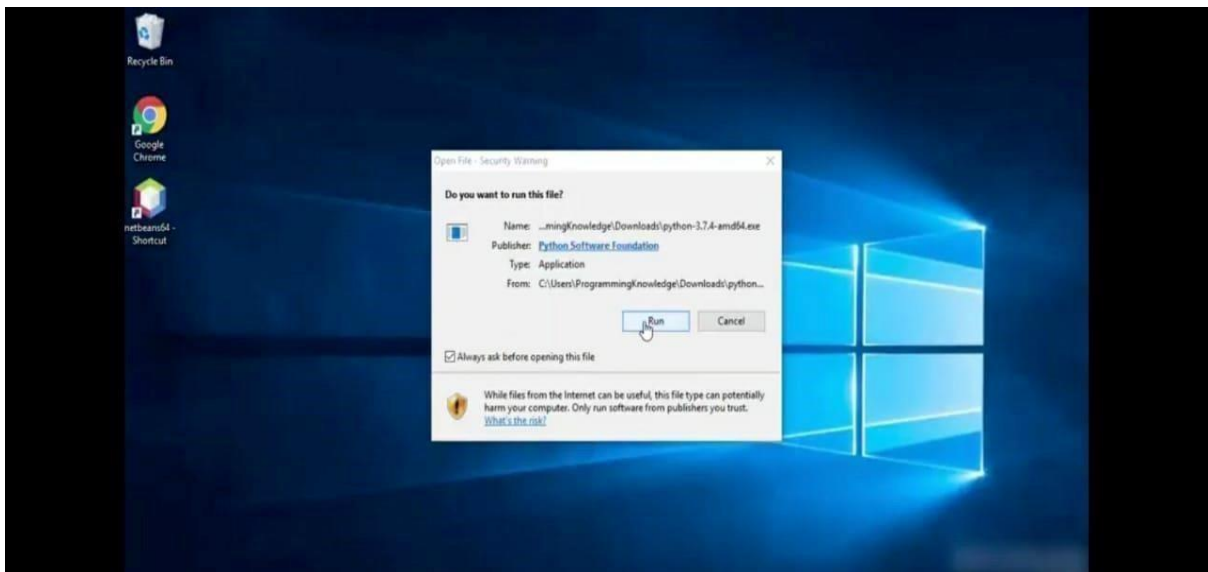 Recycle Bin
Google
Chrome
netbeans64 -
Shortcut
Open File - Security Warning
Do you want to run this file?
Name: ...mingKnowledge\Downloads\python-3.7.4-amd64.exe
Publisher: Python Software Foundation
Type: Application
From: C:\Users\ProgrammingKnowledge\Downloads\python...
Run Cancel
Always ask before opening this file
While files from the Internet can be useful, this file type can potentially
harm your computer. Only run software from publishers you trust.
What's the risk?